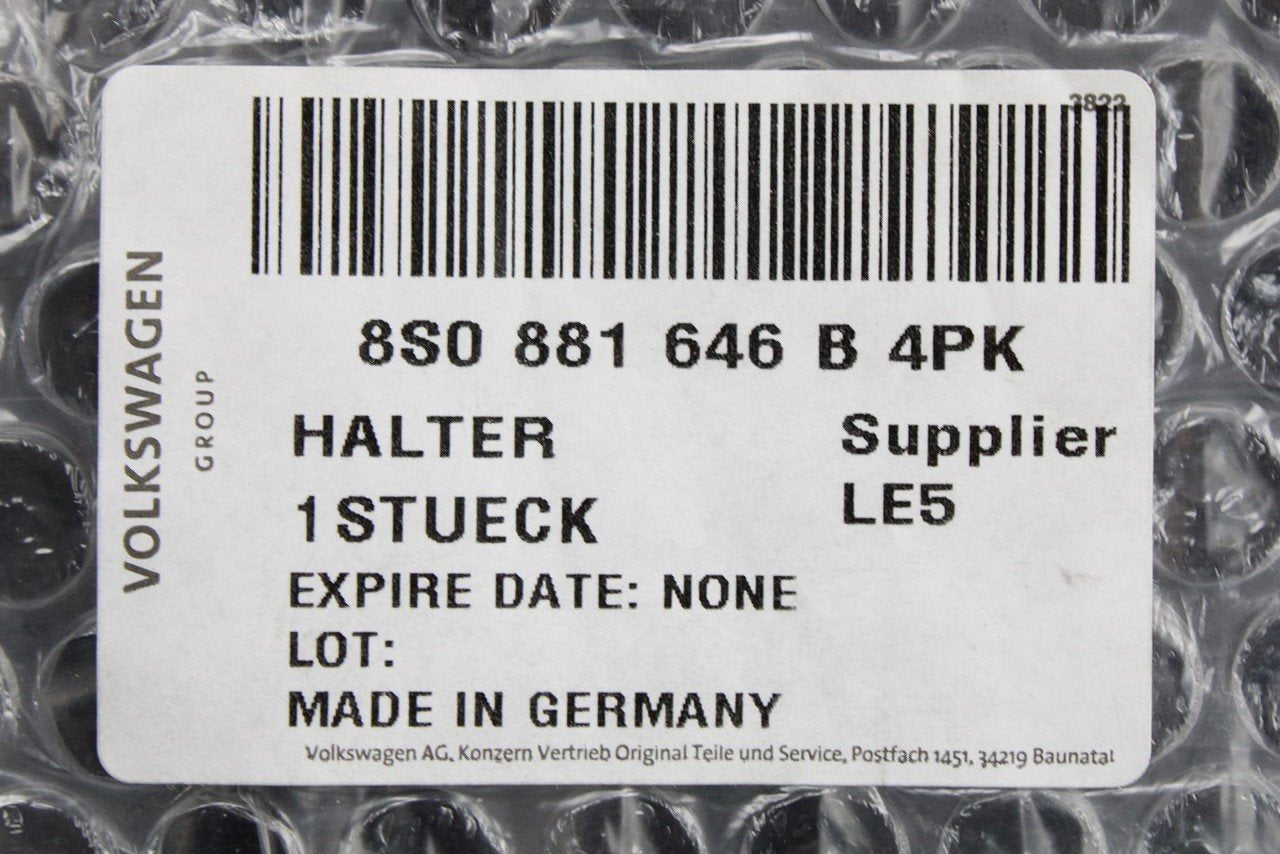 3823
8S0 881 646 B 4PK
HALTER
Supplier
1STUECK
LE5
EXPIRE DATE: NONE
LOT:
MADE IN GERMANY
Volkswagen AG, Konzern Vertrieb Original Teile und Service, Postfach 1451, 34219 Baunatal
VOLKSWAGEN
GROUP